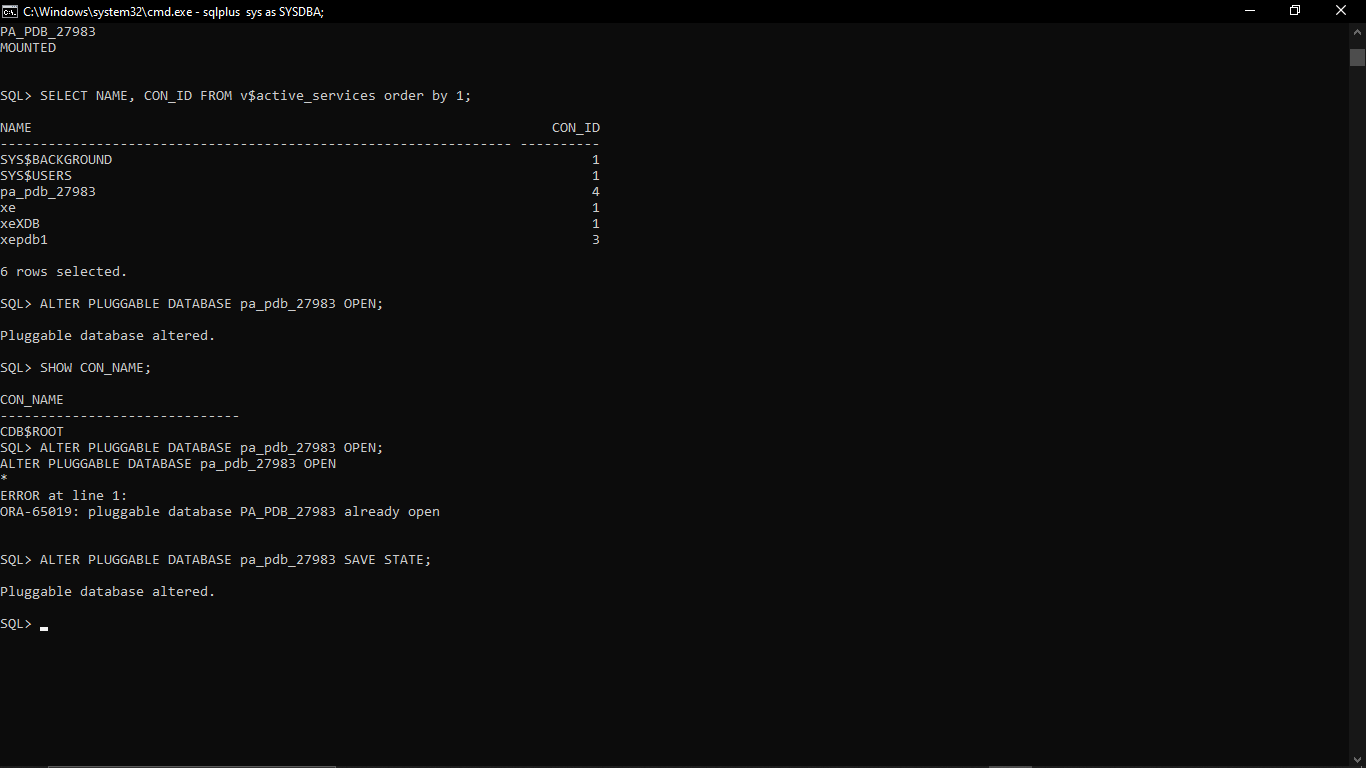 C:\Windows\system32\cmd.exe - sqlplus  sys as SYSDBA;
PA_PDB_27983
MOUNTED
SQL> SELECT NAME, CON_ID FROM v$active_services order by 1;
NAME                                                                 CON_ID
---------------------------------------------------------------- ----------
SYS$BACKGROUND                                                            1
SYS$USERS                                                                 1
pa_pdb_27983                                                              4
xe                                                                        1
xeXDB                                                                     1
xepdb1                                                                    3
6 rows selected.
SQL> ALTER PLUGGABLE DATABASE pa_pdb_27983 OPEN;
Pluggable database altered.
SQL> SHOW CON_NAME;
CON_NAME
------------------------------
CDB$ROOT
SQL> ALTER PLUGGABLE DATABASE pa_pdb_27983 OPEN;
ALTER PLUGGABLE DATABASE pa_pdb_27983 OPEN
*
ERROR at line 1:
ORA-65019: pluggable database PA_PDB_27983 already open
SQL> ALTER PLUGGABLE DATABASE pa_pdb_27983 SAVE STATE;
Pluggable database altered.
SQL>